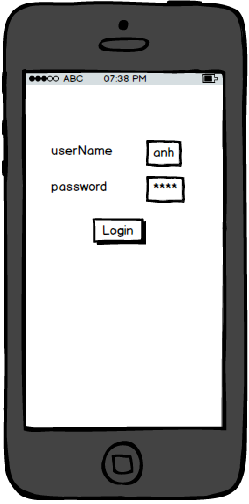 ABC 07:38 PM
userName anh
password ****
Login